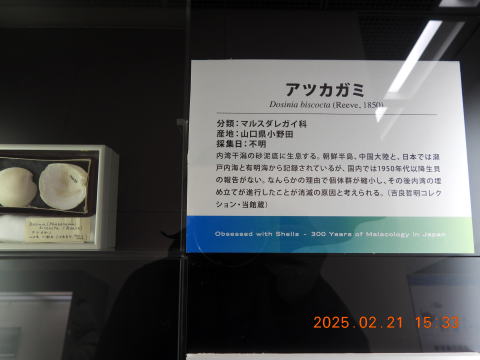 アツカガミ
Dosinia biscocta (Reeve, 1850)
分類：マルスダレガイ科
産地：山口県小野田
採集日：不明
内湾干潟の砂泥底に生息する。朝鮮半島、中国大陸と、日本では瀬
戸内海と有明海から記録されているが、国内では1950年代以降生貝
の報告がない。なんらかの理由で個体群が縮小し、その後内湾の埋
め立てが進行したことが消滅の原因と考えられる。（吉良哲明コレク
ション・当館蔵）
Obsessed with Shells - 300 Years of Malacology in Japan
2025.02.21 15:33